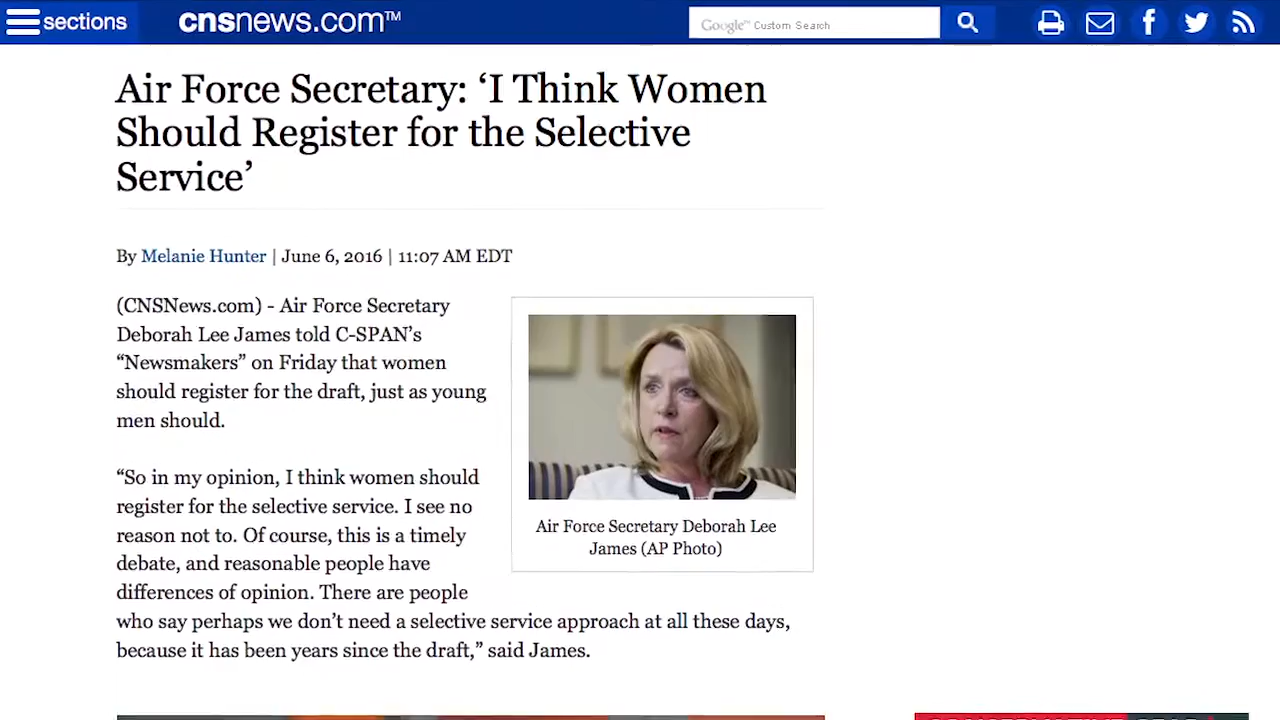 sections
cnsnews.com™
Google™ Custom Search
Air Force Secretary: ‘I Think Women
Should Register for the Selective
Service’
By Melanie Hunter | June 6, 2016 | 11:07 AM EDT
(CNSNews.com) - Air Force Secretary
Deborah Lee James told C-SPAN’s
“Newsmakers” on Friday that women
should register for the draft, just as young
men should.
“So in my opinion, I think women should
register for the selective service. I see no
reason not to. Of course, this is a timely
debate, and reasonable people have
differences of opinion. There are people
who say perhaps we don’t need a selective service approach at all these days,
because it has been years since the draft,” said James.
Air Force Secretary Deborah Lee
James (AP Photo)